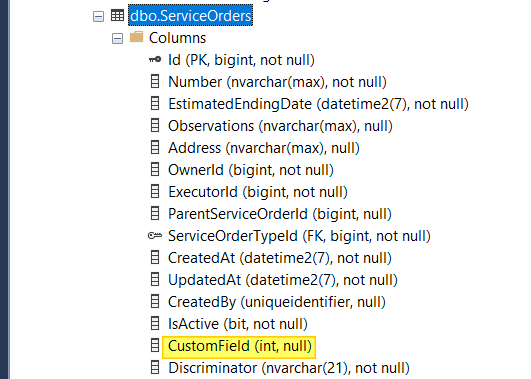 dbo.ServiceOrders
Columns
Id (PK, bigint, not null)
Number (nvarchar(max), not null)
EstimatedEndingDate (datetime2(7), not null)
Observations (nvarchar(max), null)
Address (nvarchar(max), null)
OwnerId (bigint, not null)
ExecutorId (bigint, not null)
ParentServiceOrderId (bigint, null)
ServiceOrderTypeId (FK, bigint, not null)
CreatedAt (datetime2(7), not null)
UpdatedAt (datetime2(7), not null)
CreatedBy (uniqueidentifier, null)
IsActive (bit, not null)
CustomField (int, null)
Discriminator (nvarchar(21), not null)